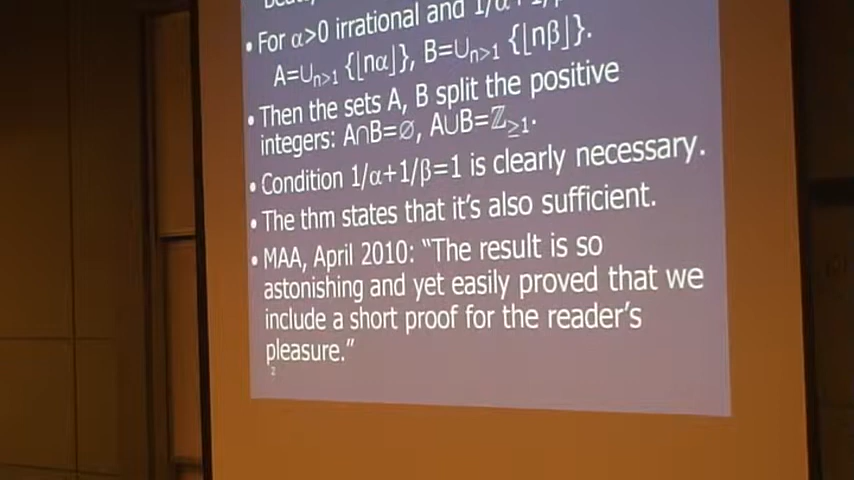 • For α>0 irrational and 1/α+1/β
A=∪n>1 {⌊nα⌋}, B=∪n>1 {⌊nβ⌋}.
• Then the sets A, B split the positive
integers: A∩B=∅, A∪B=ℤ≥1.
• Condition 1/α+1/β=1 is clearly necessary.
• The thm states that it's also sufficient.
• MAA, April 2010: “The result is so
astonishing and yet easily proved that we
include a short proof for the reader's
pleasure.”
2